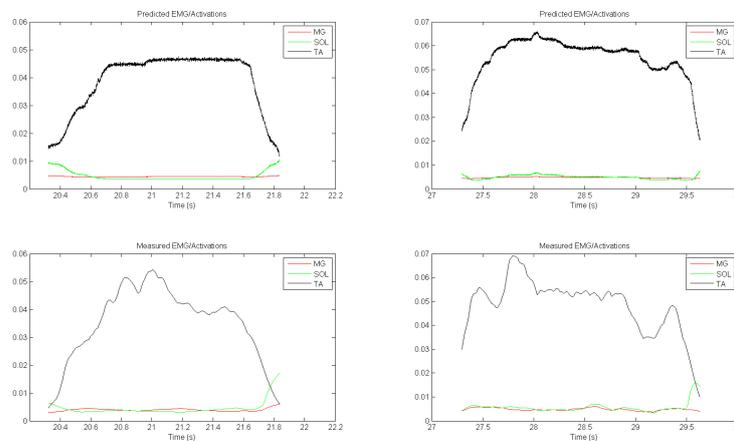 Predicted EMG/Activations
0.06
0.05
0.04
0.03
0.02
0.01
0
MG
SOL
TA
20.4 20.6 20.8 21 21.2 21.4 21.6 21.8 22 22.2
Time (s)
Predicted EMG/Activations
0.07
0.06
0.05
0.04
0.03
0.02
0.01
0
MG
SOL
TA
27 27.5 28 28.5 29 29.5
Time (s)
Measured EMG/Activations
0.06
0.05
0.04
0.03
0.02
0.01
0
MG
SOL
TA
20.4 20.6 20.8 21 21.2 21.4 21.6 21.8 22 22.2
Time (s)
Measured EMG/Activations
0.07
0.06
0.05
0.04
0.03
0.02
0.01
0
MG
SOL
TA
27 27.5 28 28.5 29 29.5
Time (s)